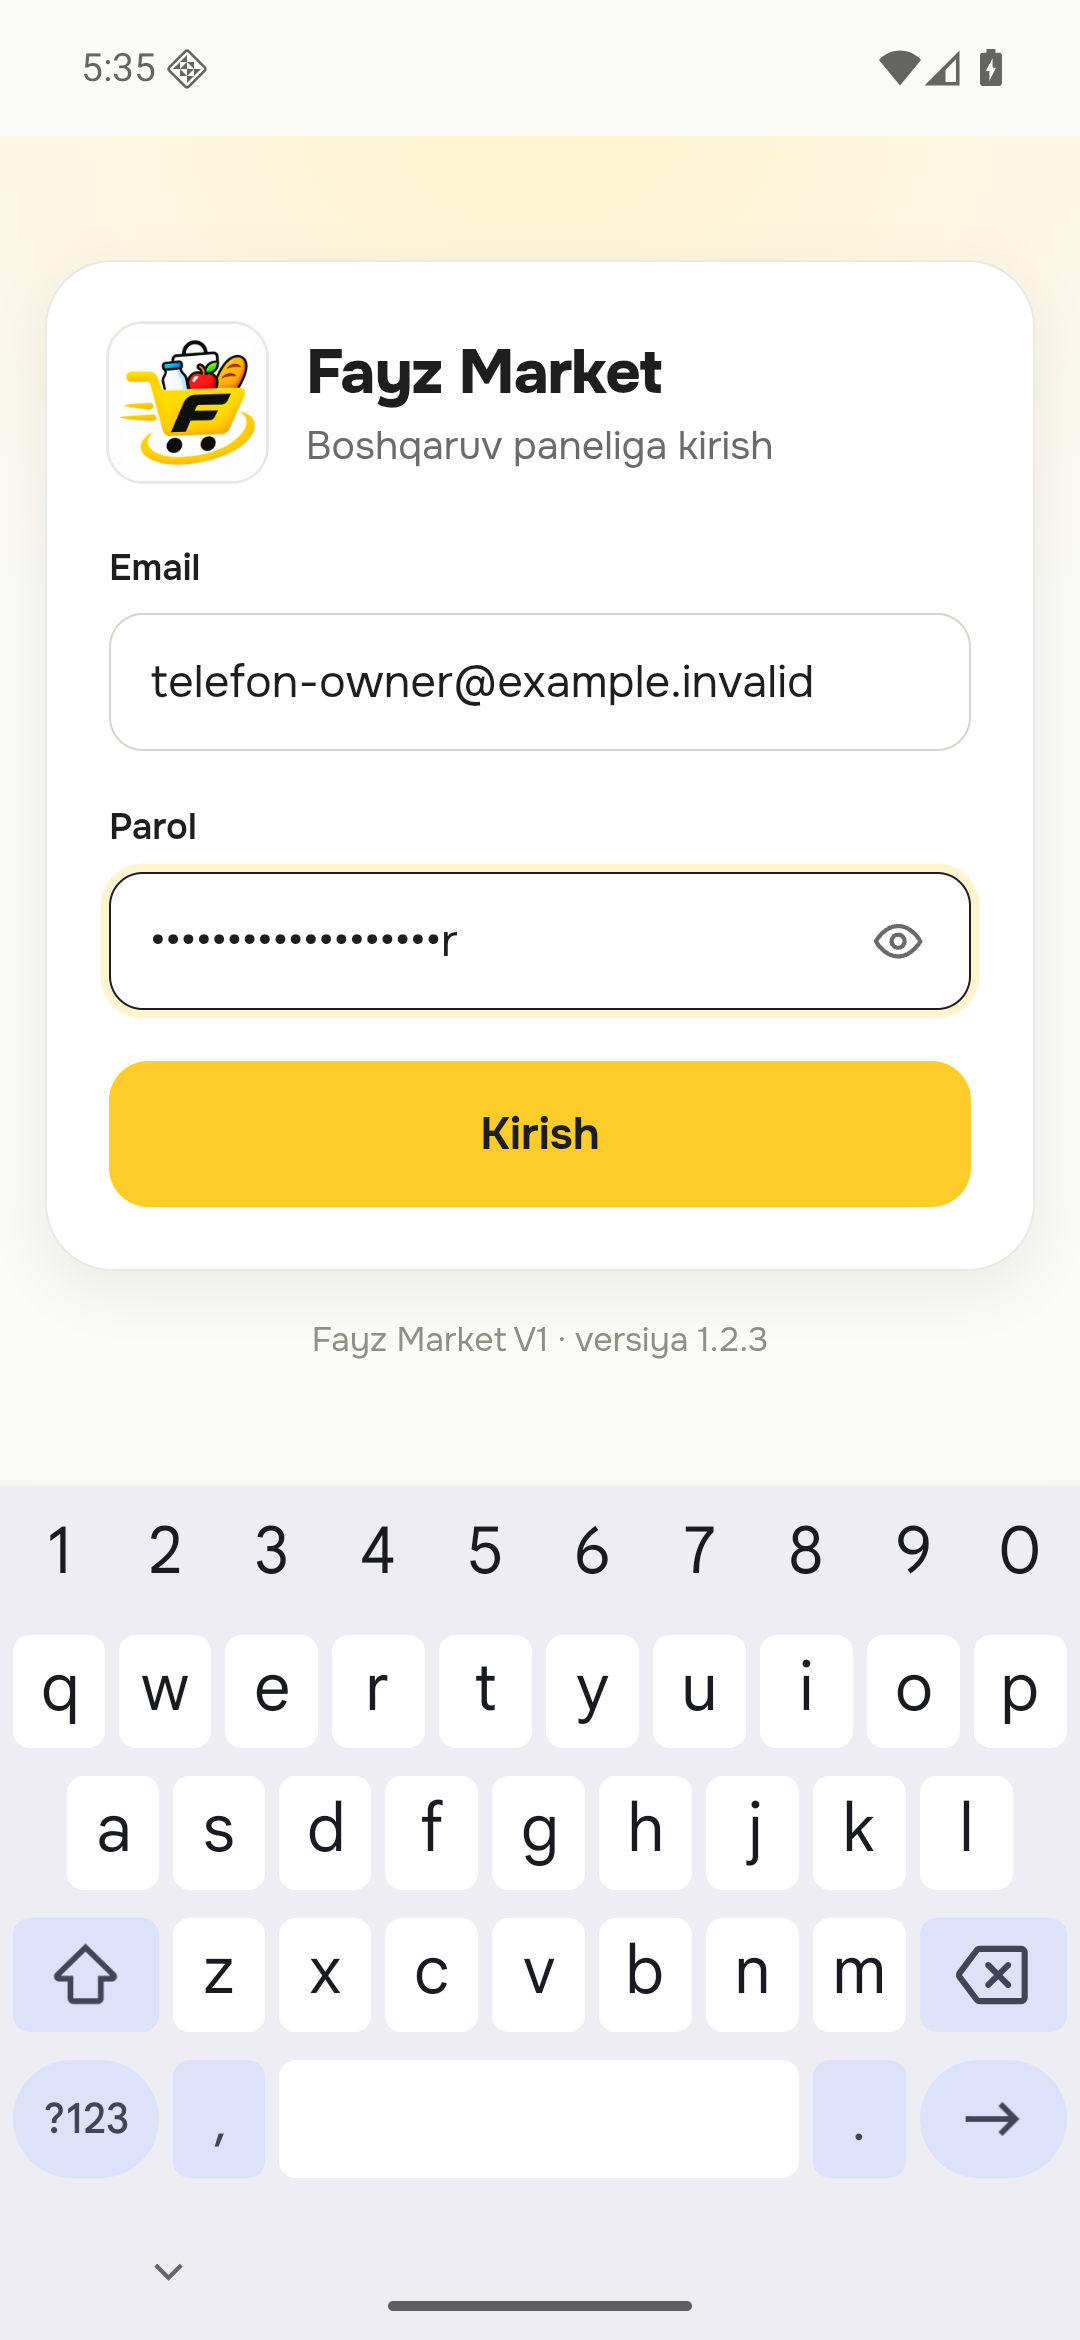 5:35
F
Fayz Market
Boshqaruv paneliga kirish
Email
telefon-owner@example.invalid
Parol
•••••••••••••••••••r
Kirish
Fayz Market V1 · versiya 1.2.3
1 2 3 4 5 6 7 8 9 0
q w e r t y u i o p
a s d f g h j k l
z x c v b n m
?123 , .